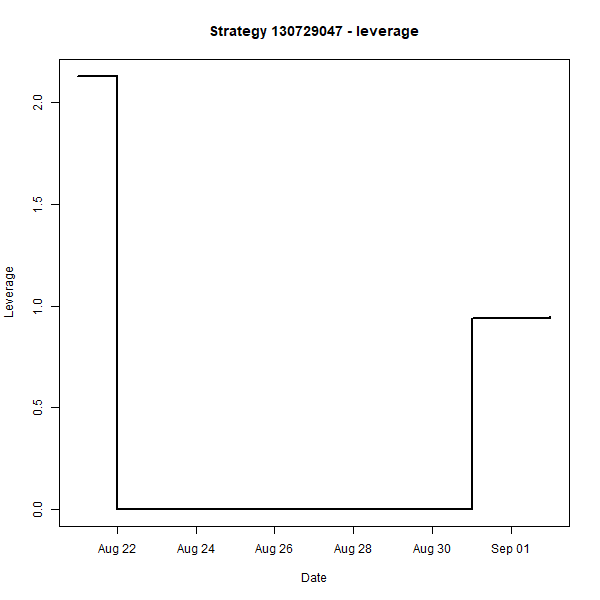 Strategy 130729047 - leverage
Leverage
2.0
1.5
1.0
0.5
0.0
Aug 22 Aug 24 Aug 26 Aug 28 Aug 30 Sep 01
Date